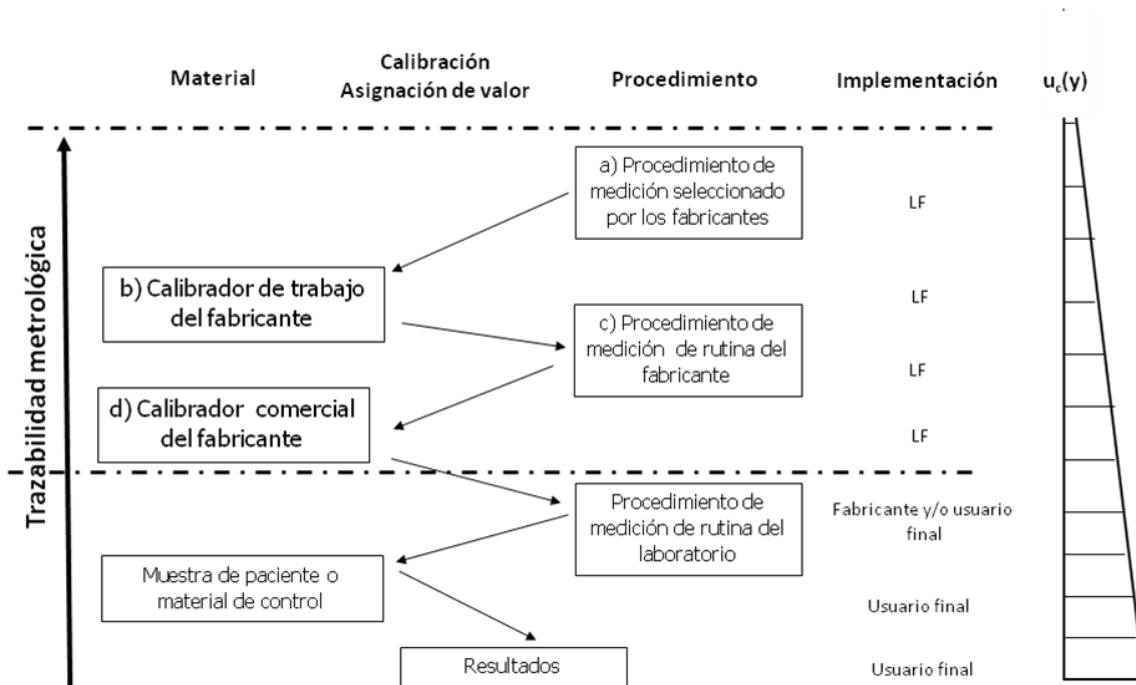 Material
Calibración
Asignación de valor
Procedimiento
Implementación
uc(y)
Trazabilidad metrológica
a) Procedimiento de
medición seleccionado
por los fabricantes
LF
b) Calibrador de trabajo
del fabricante
LF
c) Procedimiento de
medición de rutina del
fabricante
LF
d) Calibrador comercial
del fabricante
LF
Procedimiento de
medición de rutina del
laboratorio
Fabricante y/o usuario
final
Muestra de paciente o
material de control
Usuario final
Resultados
Usuario final